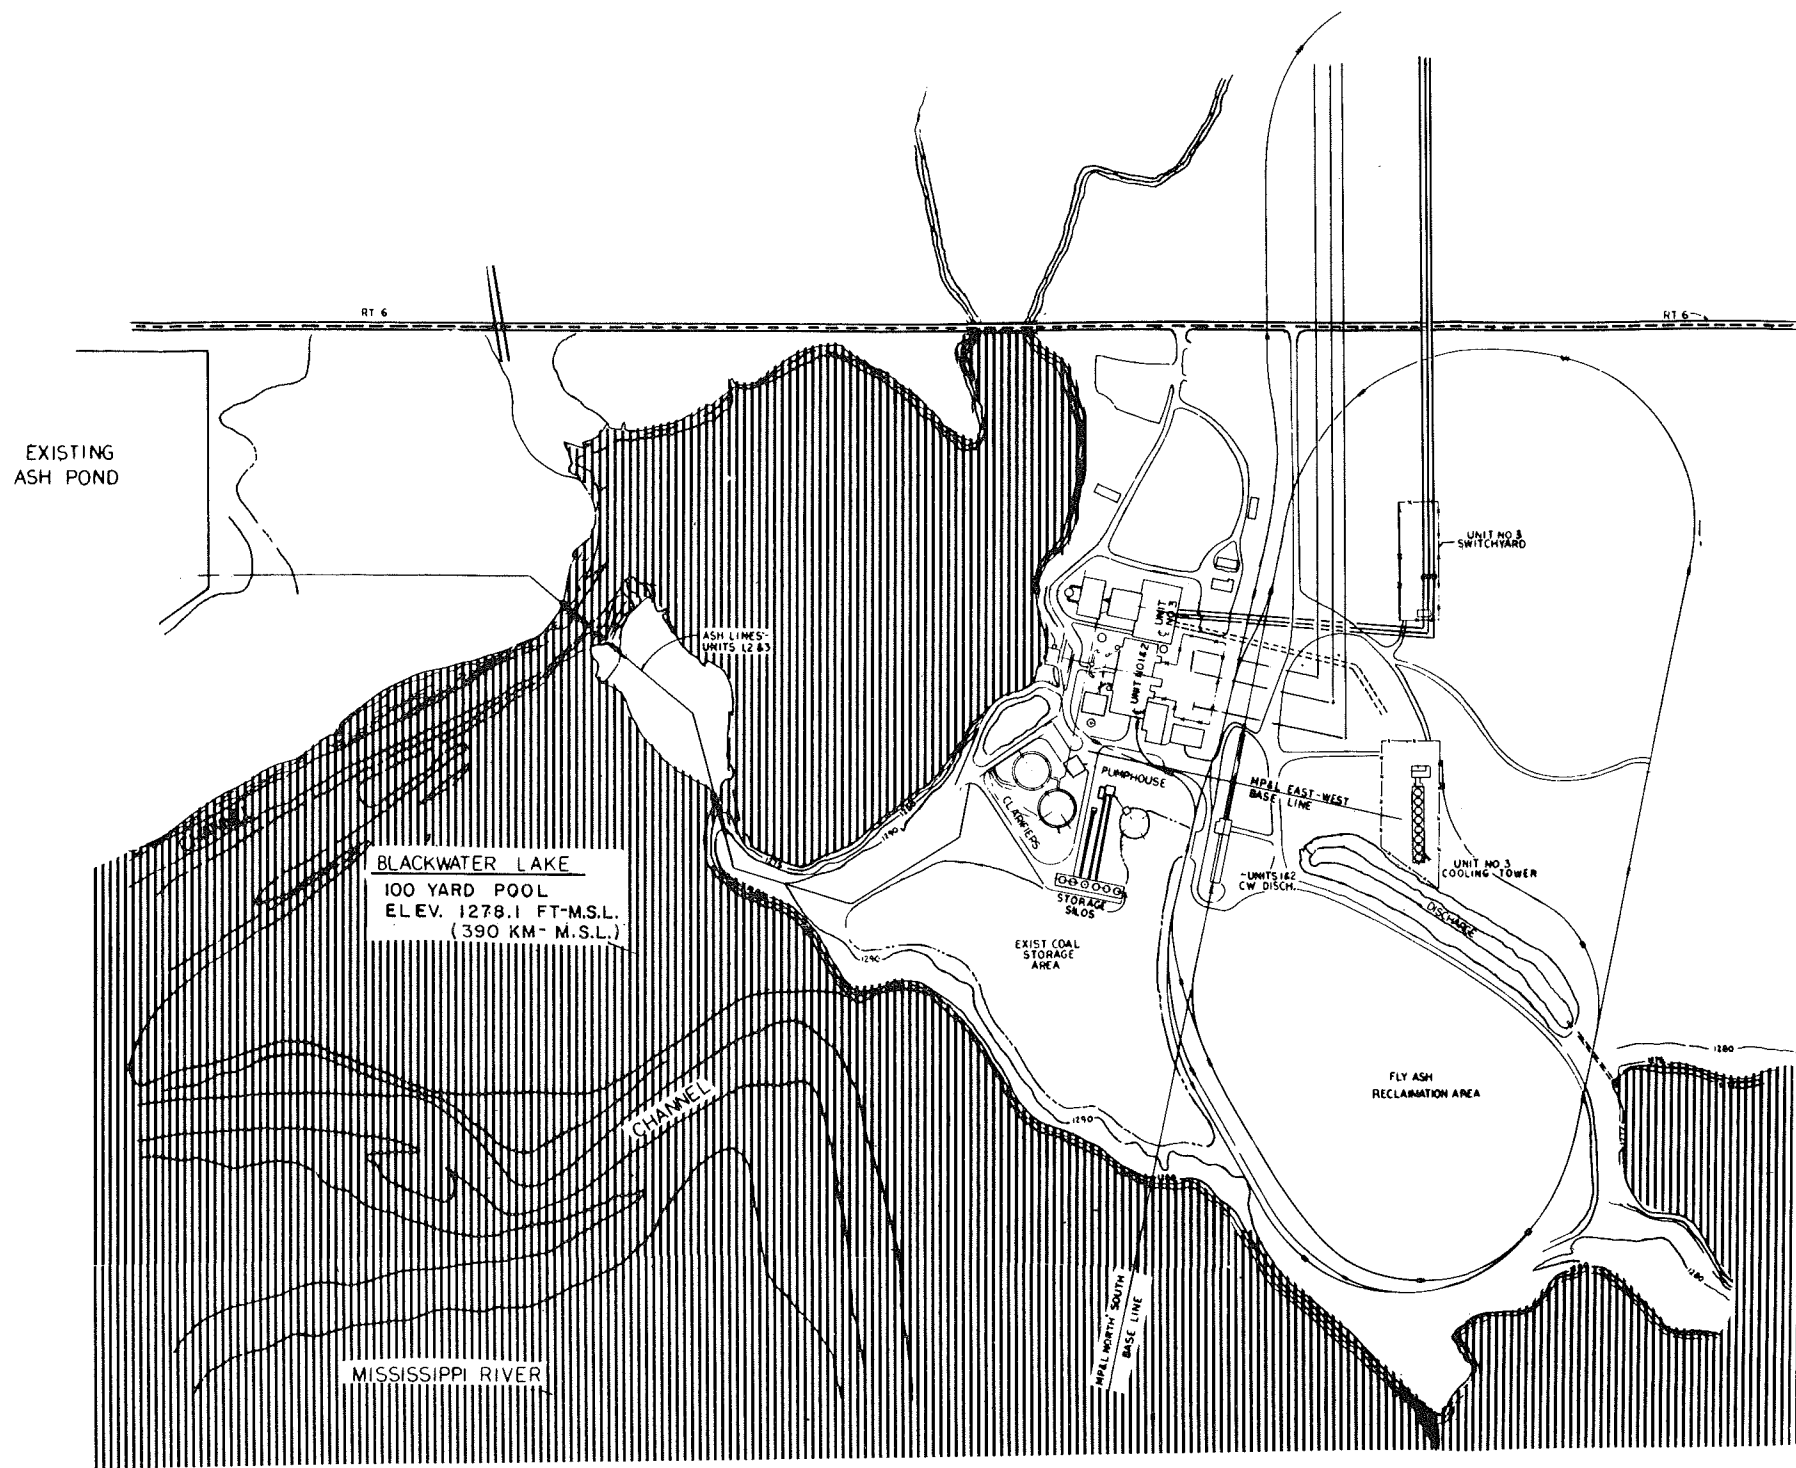 RT 6
RT 6
EXISTING
ASH POND
UNIT NO 3
SWITCHYARD
UNIT
NO 3
ASH LINES-
UNITS 1,2 &3
UNIT NO 1&2
PUMPHOUSE
MP&L EAST-WEST
BASE LINE
CLARIFIERS
1290
BLACKWATER LAKE
100 YARD POOL
ELEV. 1278.1 FT-M.S.L.
(390 KM- M.S.L.)
UNIT NO. 3
COOLING TOWER
-UNITS 1&2
CW DISCH.
STORAGE
SILOS
DISCHARGE
EXIST COAL
STORAGE
AREA
1290
1280
FLY ASH
RECLAIMATION AREA
CHANNEL
1290
1280
MP&L NORTH SOUTH
BASE LINE
MISSISSIPPI RIVER